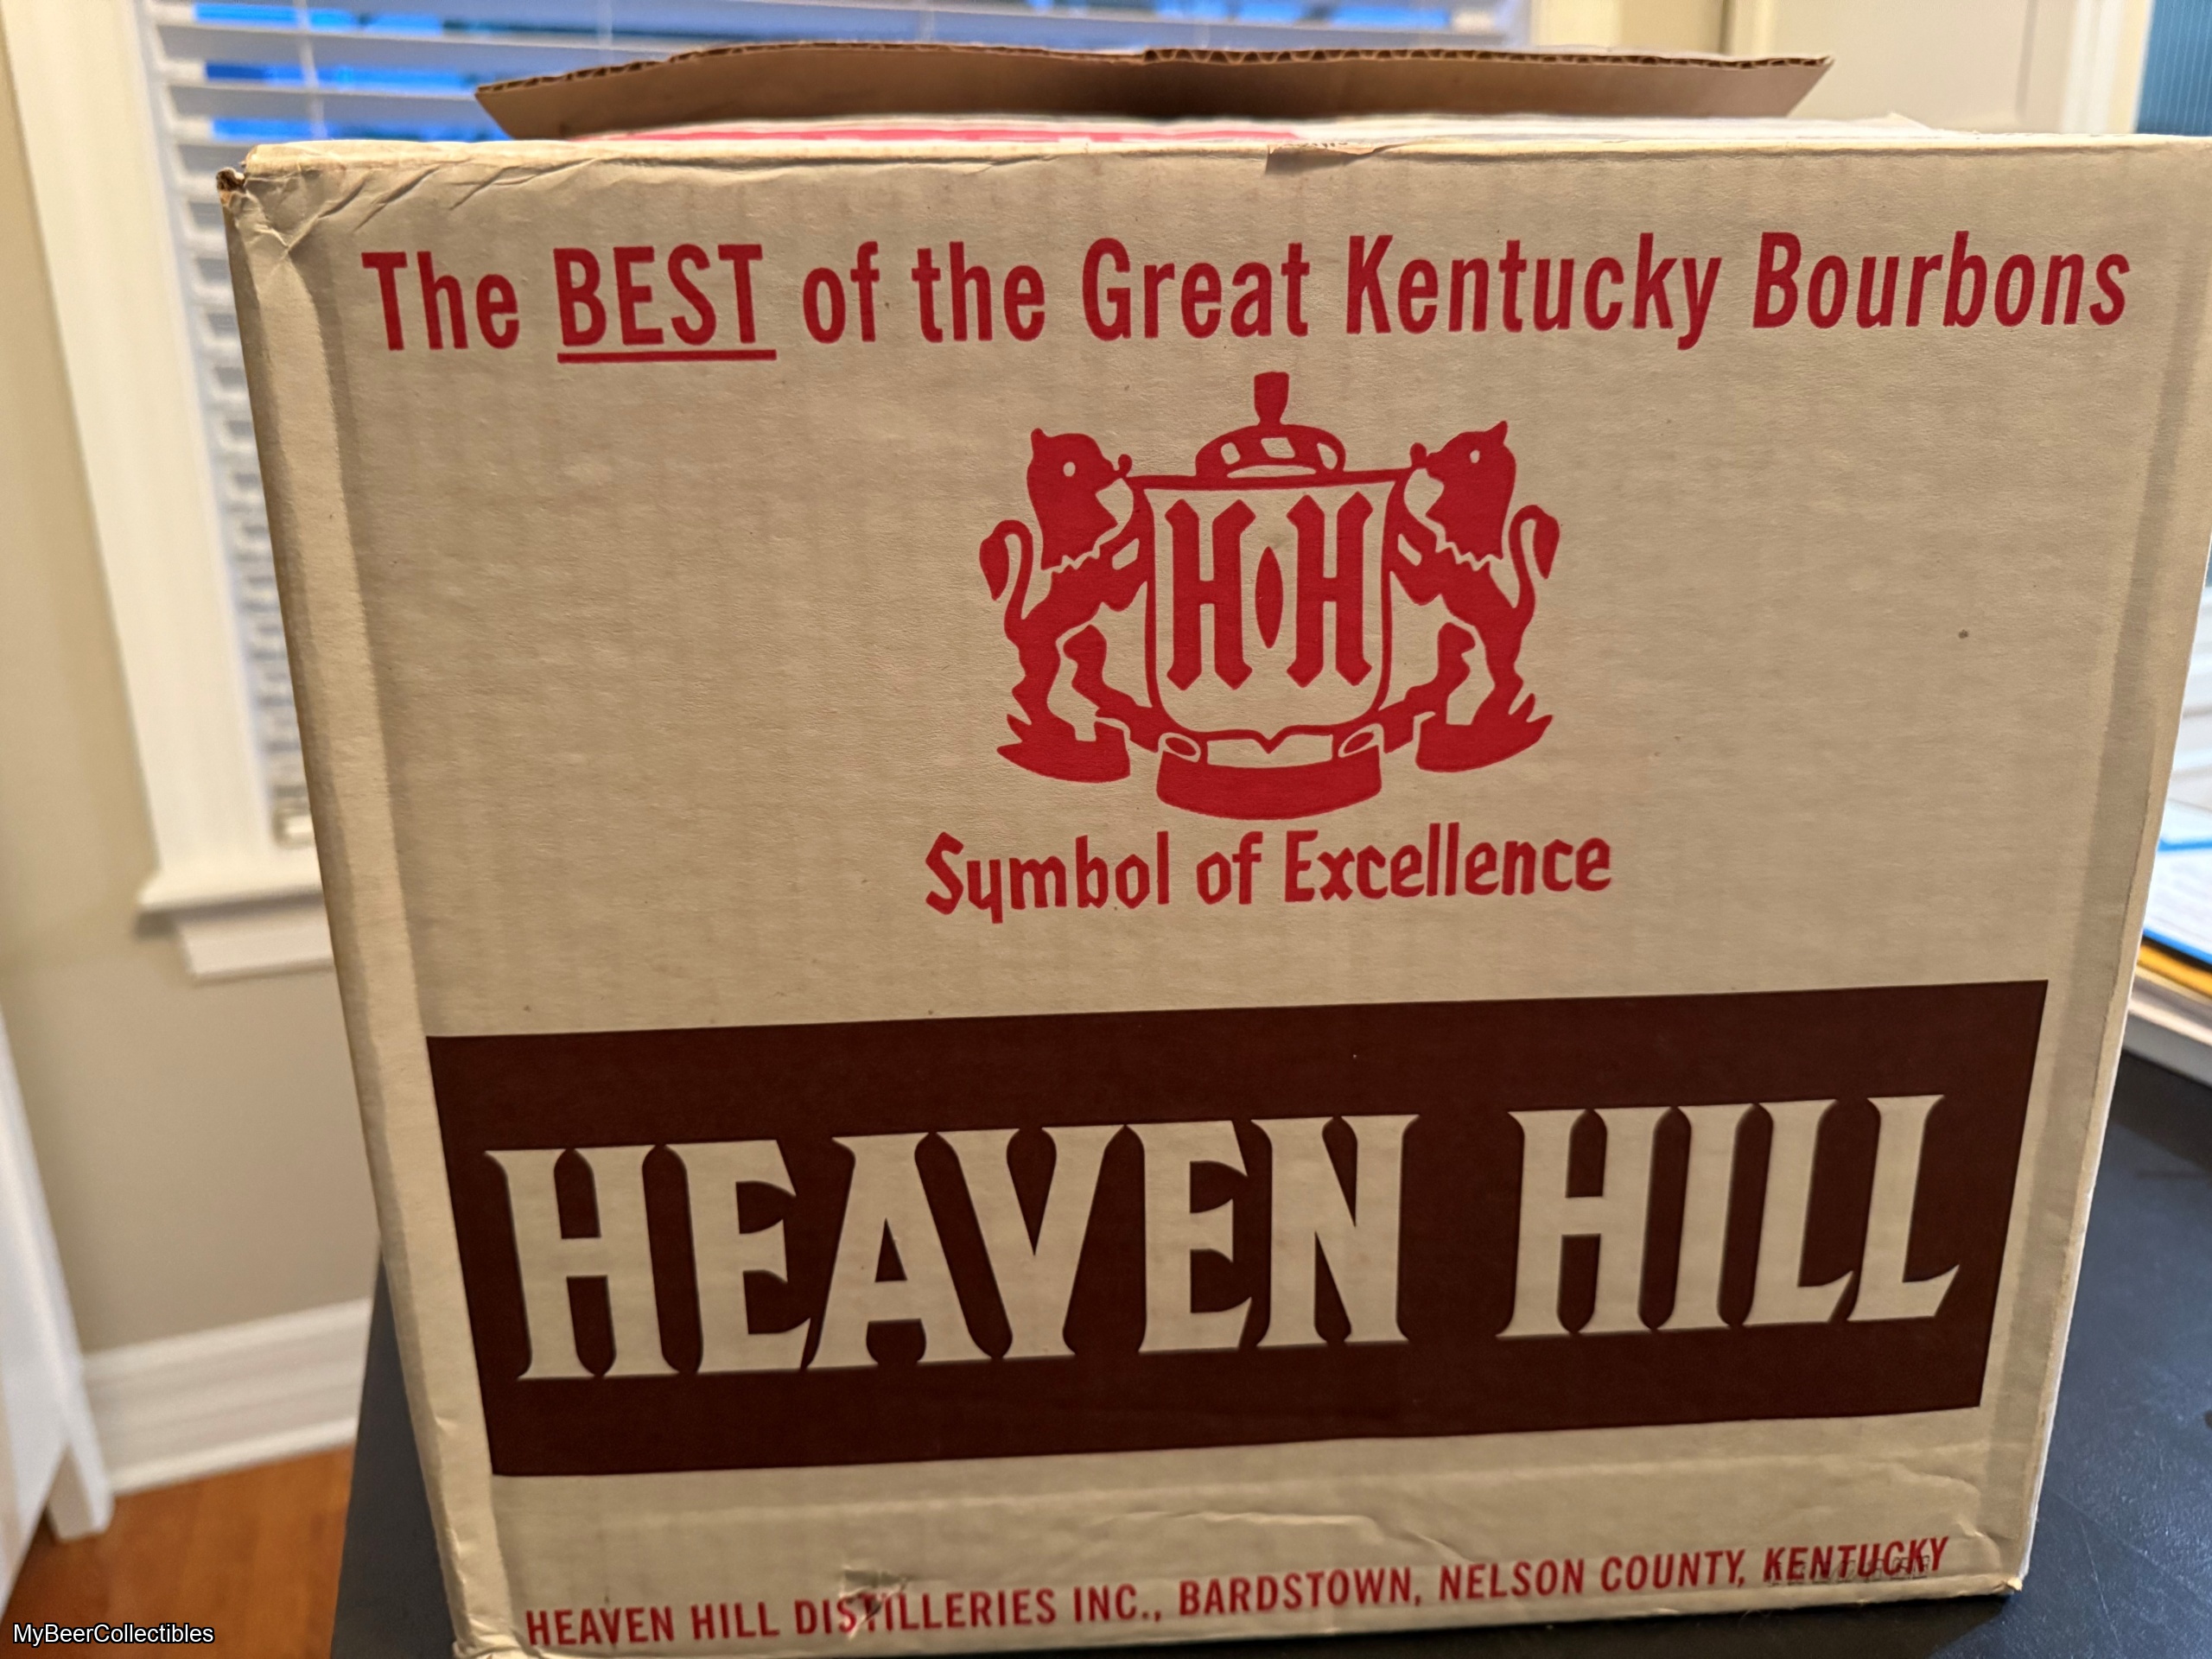 The BEST of the Great Kentucky Bourbons
H H
Symbol of Excellence
HEAVEN HILL
HEAVEN HILL DISTILLERIES INC., BARDSTOWN, NELSON COUNTY, KENTUCKY
MyBeerCollectibles